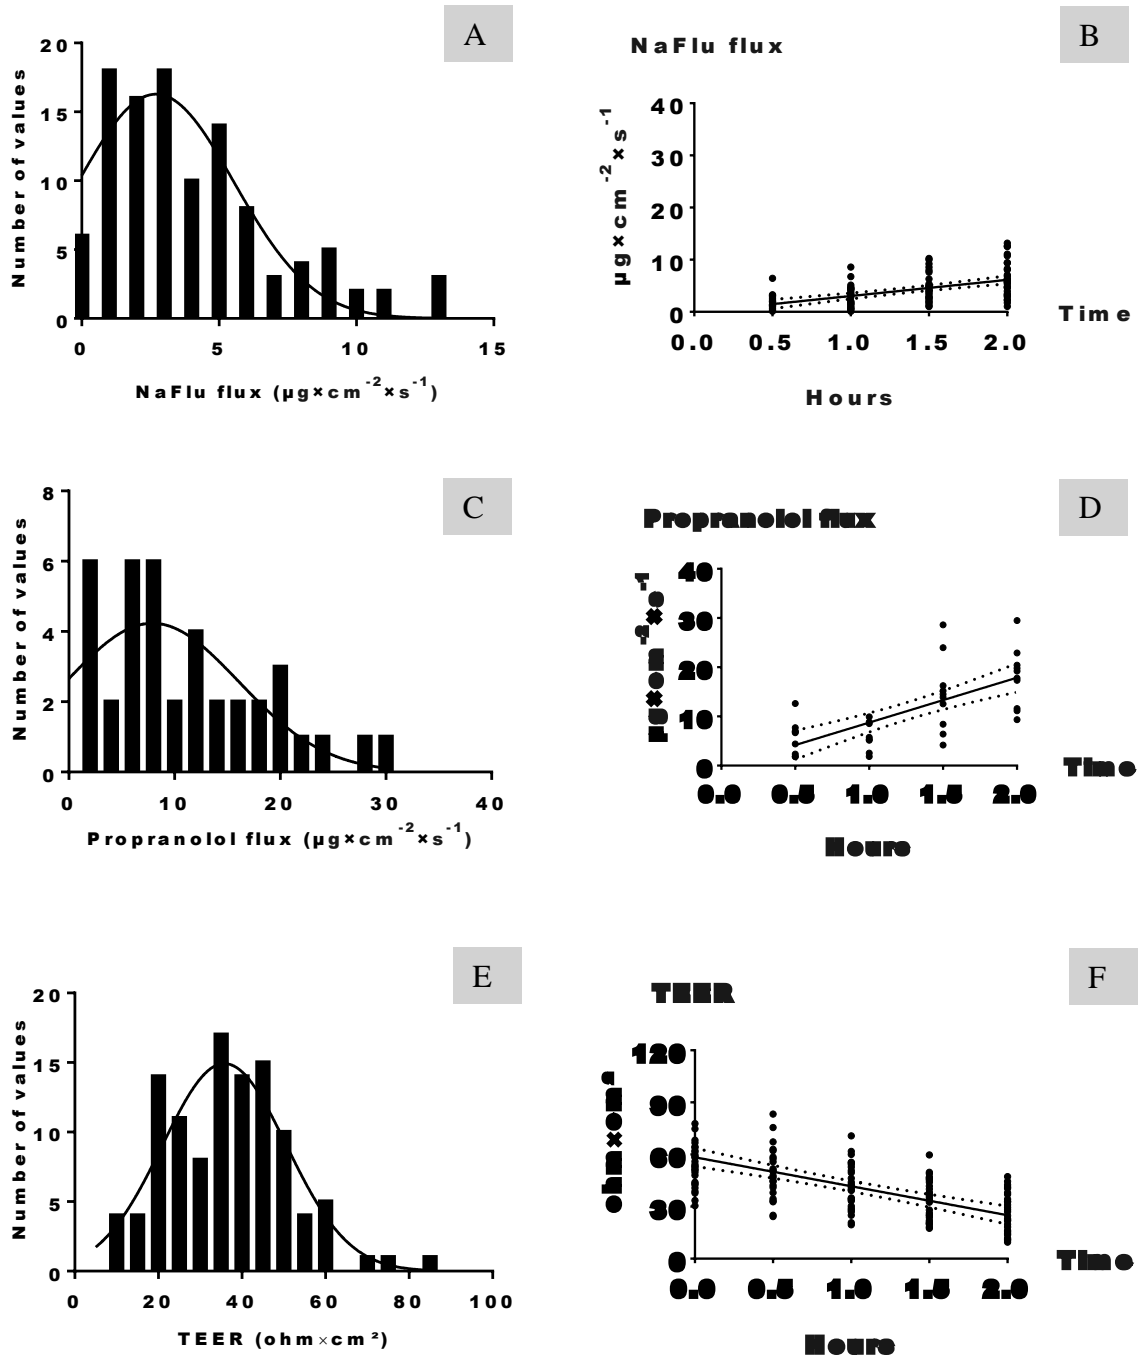 A
20
15
10
5
0
Number of values
0 5 10 15
NaFlu flux (µg×cm-2×s-1)
B
NaFlu flux
40
30
20
10
0
µg×cm-2×s-1
0.0 0.5 1.0 1.5 2.0
Time
Hours
C
8
6
4
2
0
Number of values
0 10 20 30 40
Propranolol flux (µg×cm-2×s-1)
D
Propranolol flux
40
30
20
10
0
0.0 0.5 1.0 1.5 2.0
Time
Hours
E
20
15
10
5
0
Number of values
0 20 40 60 80 100
TEER (ohm×cm²)
F
TEER
120
90
60
30
0
ohm×cm²
0.0 0.5 1.0 1.5 2.0
Time
Hours